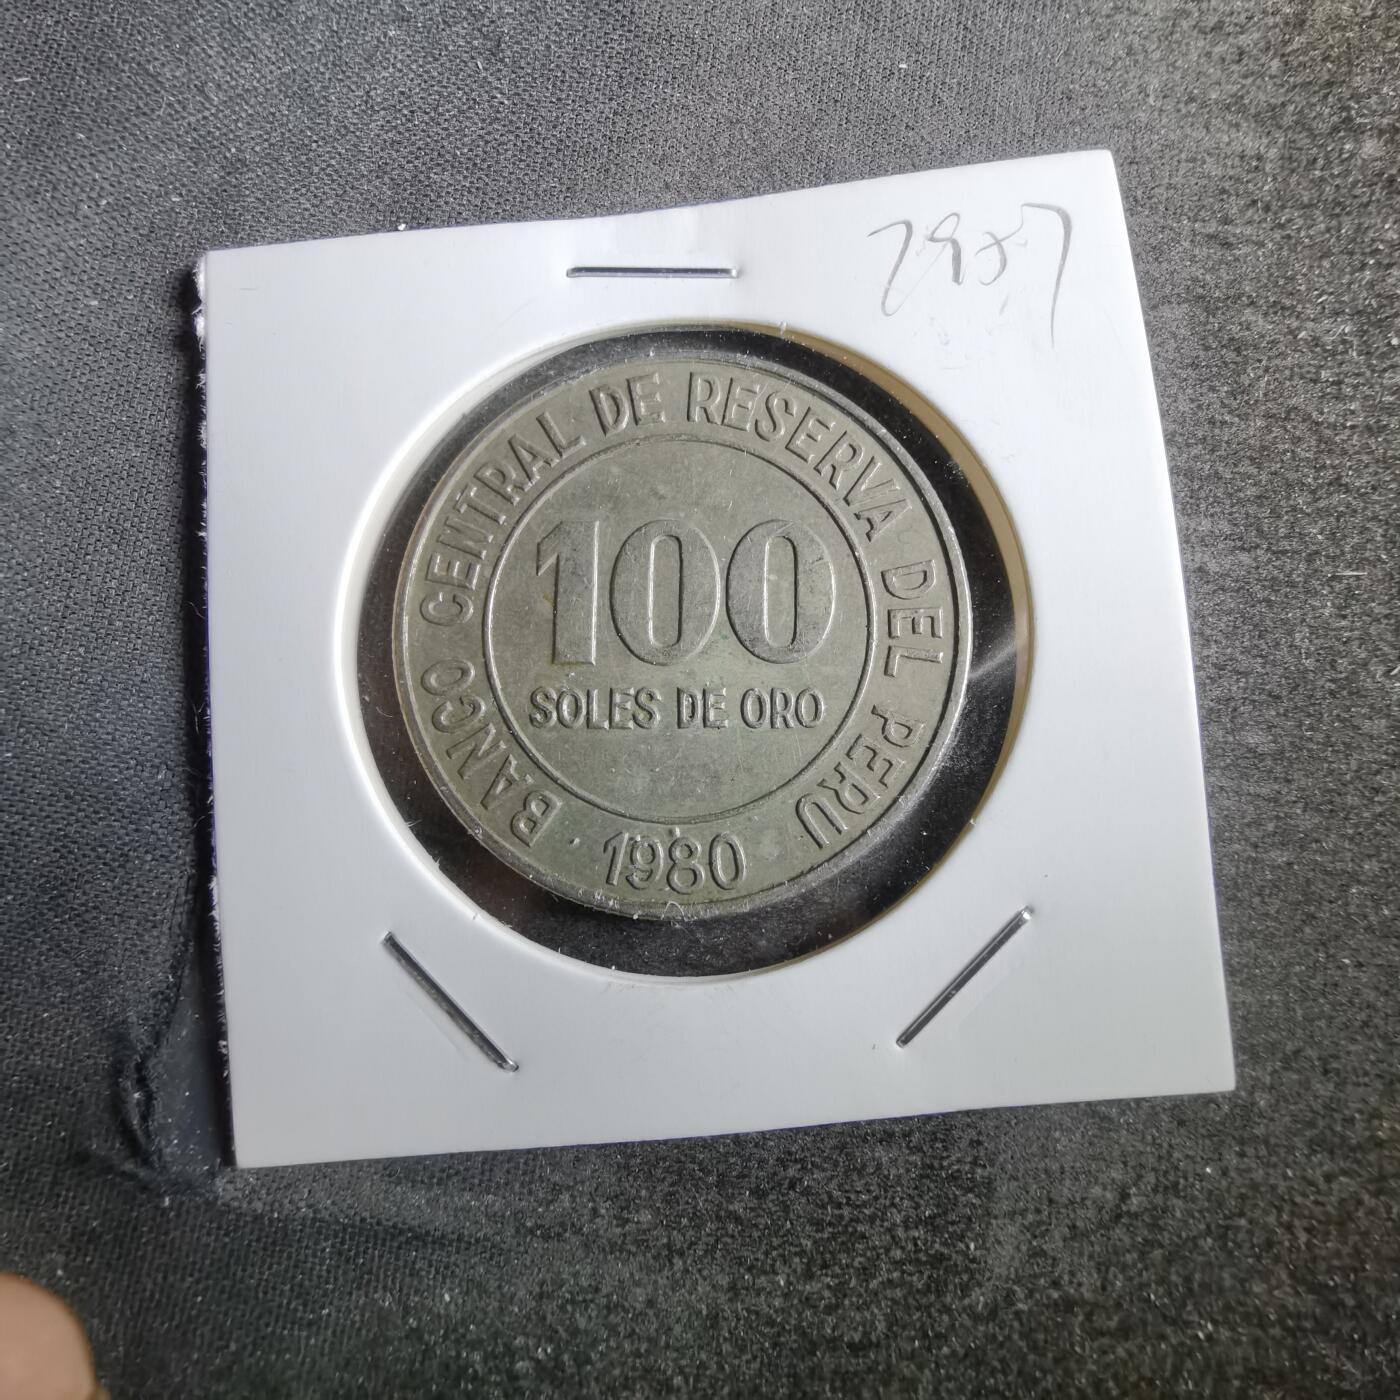 BANCO CENTRAL DE RESERVA DEL PERU
100
SOLES DE ORO
· 1980 ·